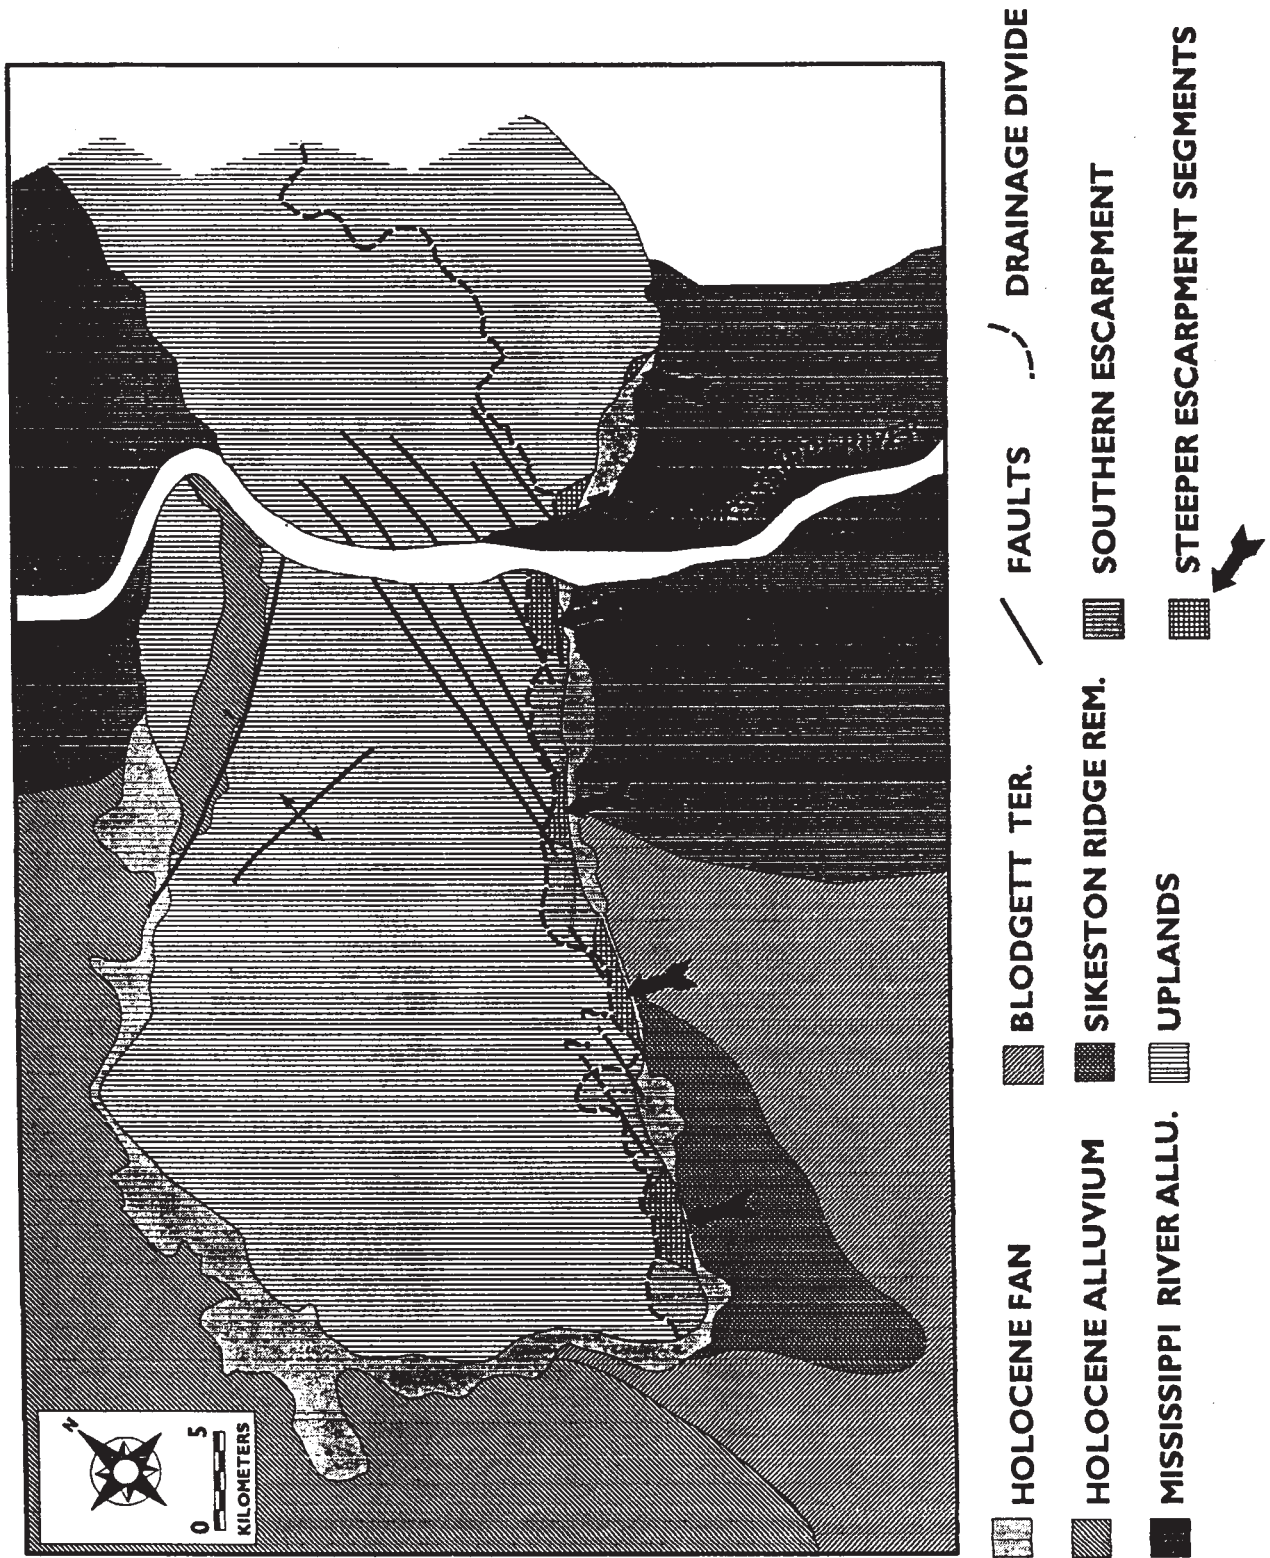 N
0 5
KILOMETERS
? ?
RIVER
HOLOCENE FAN
BLODGETT TER.
FAULTS
DRAINAGE DIVIDE
HOLOCENE ALLUVIUM
SIKESTON RIDGE REM.
SOUTHERN ESCARPMENT
MISSISSIPPI RIVER ALLU.
UPLANDS
STEEPER ESCARPMENT SEGMENTS